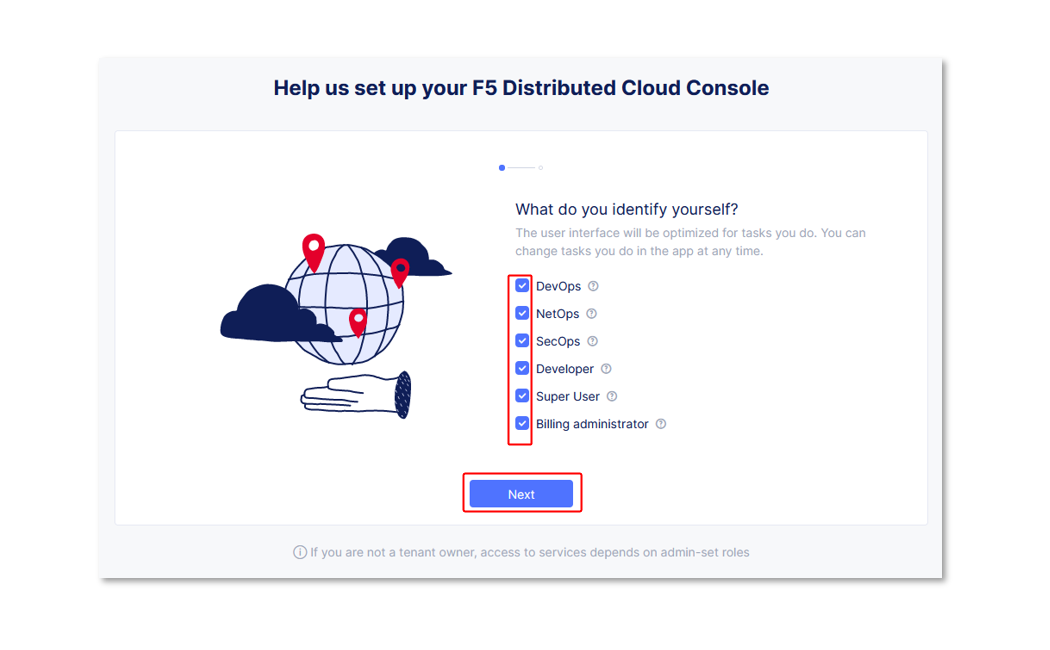 Help us set up your F5 Distributed Cloud Console
What do you identify yourself?
The user interface will be optimized for tasks you do. You can
change tasks you do in the app at any time.
DevOps
NetOps
SecOps
Developer
Super User
Billing administrator
Next
If you are not a tenant owner, access to services depends on admin-set roles